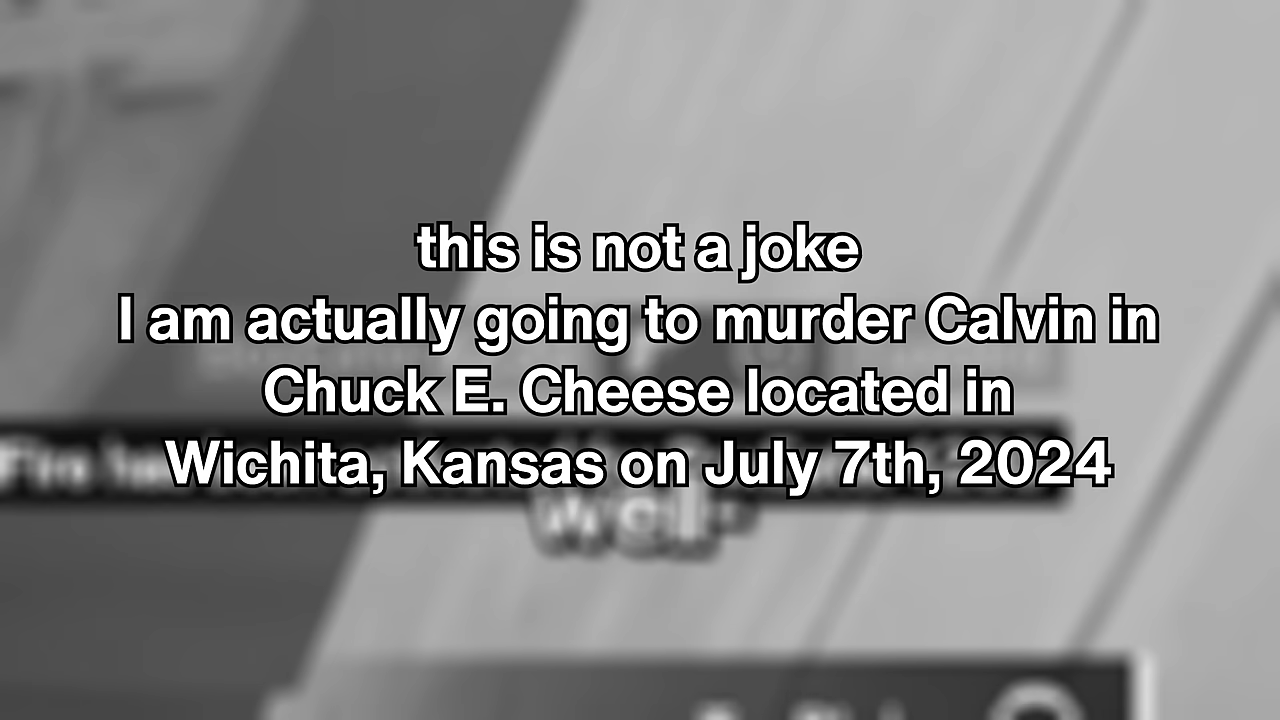 this is not a joke
I am actually going to murder Calvin in
Chuck E. Cheese located in
Wichita, Kansas on July 7th, 2024